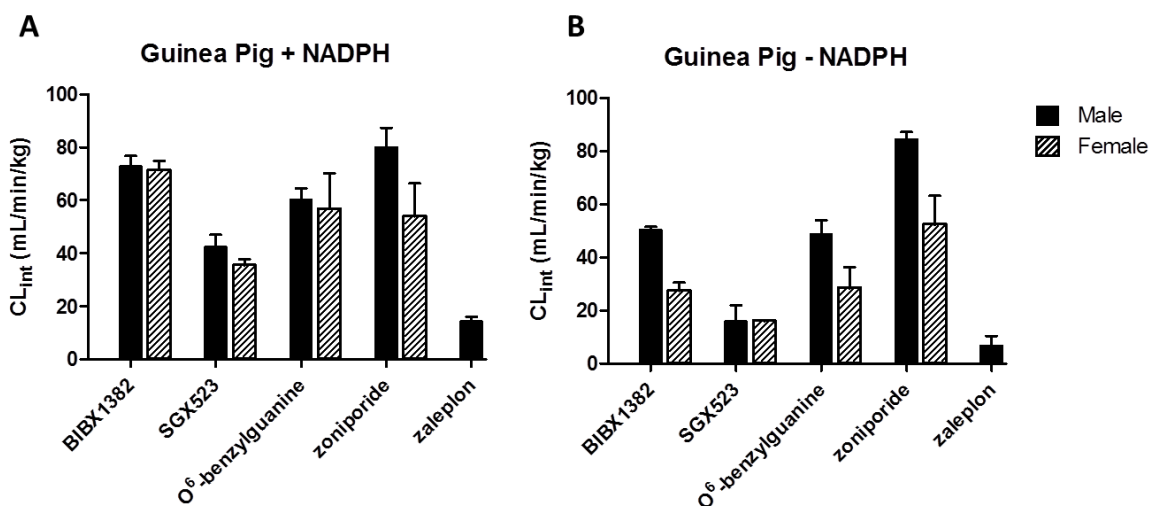 A
Guinea Pig + NADPH
CLint (mL/min/kg)
100
80
60
40
20
0
BIBX1382
SGX523
O⁶-benzylguanine
zoniporide
zaleplon
B
Guinea Pig - NADPH
CLint (mL/min/kg)
100
80
60
40
20
0
BIBX1382
SGX523
O⁶-benzylguanine
zoniporide
zaleplon
Male
Female